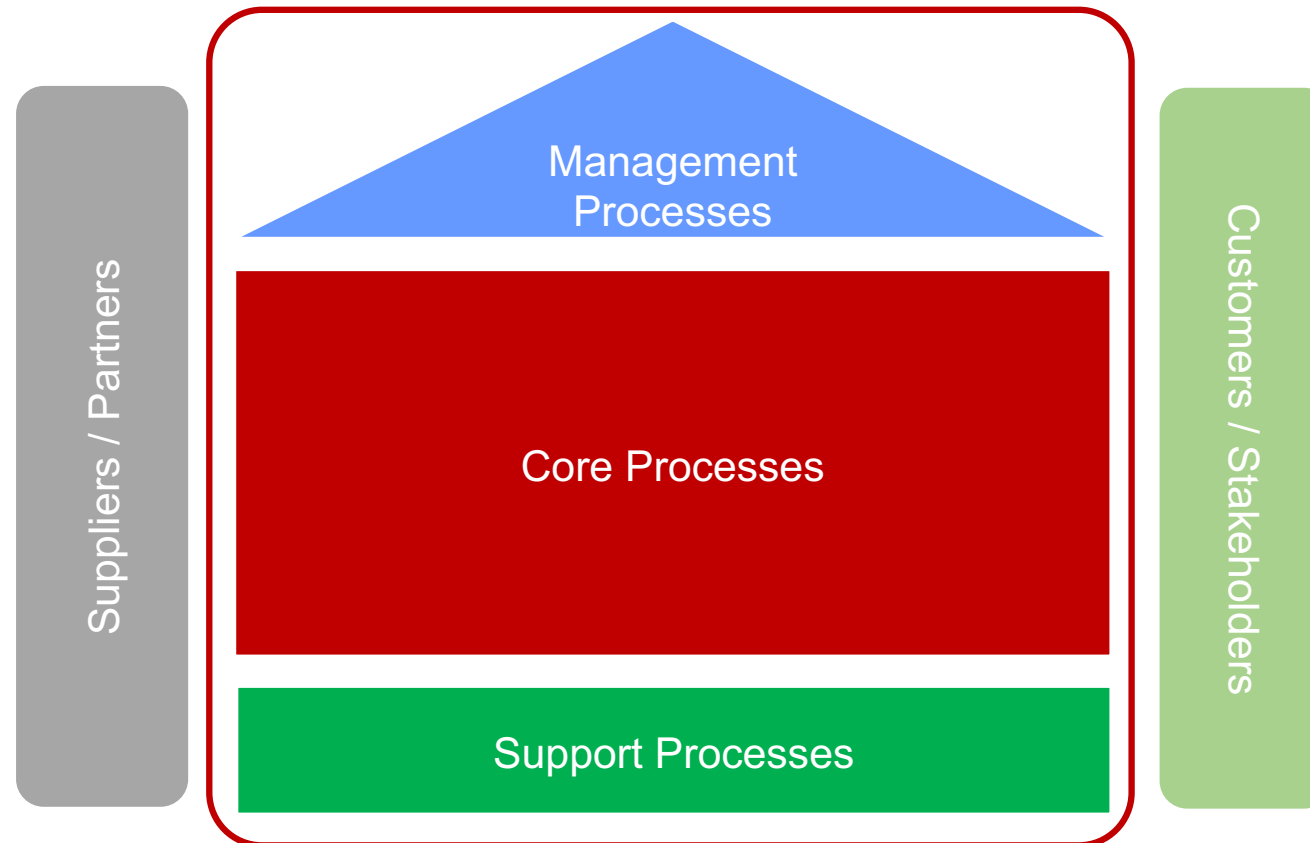 Suppliers / Partners
Management
Processes
Core Processes
Support Processes
Customers / Stakeholders